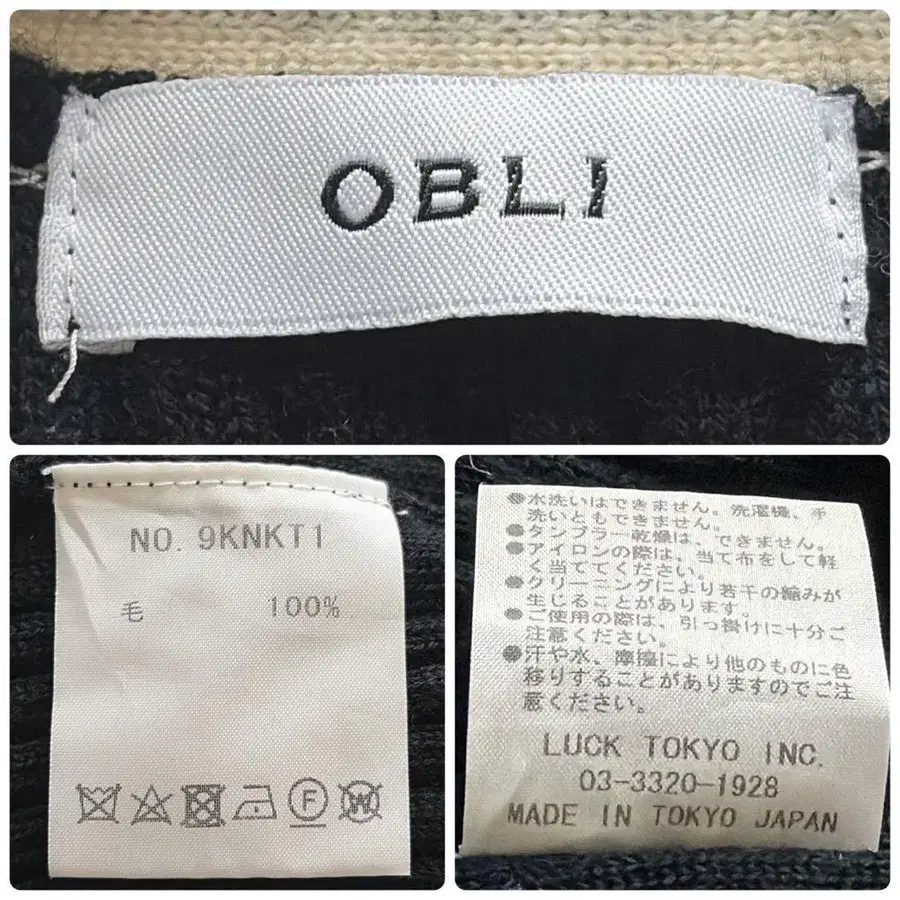 OBLI
NO. 9KNKT1
毛 100%
F
W
●水洗いはできません。洗濯機、手
洗いともできません。
●タンブラー乾燥は、できません。
●アイロンの際は、当て布をして軽
く当ててください。
●クリーニングにより若干の縮みが
生じることがあります。
●ご使用の際は、引っ掛けに十分ご
注意ください。
●汗や水、摩擦により他のものに色
移りすることがありますのでご注
意ください。
LUCK TOKYO INC.
03-3320-1928
MADE IN TOKYO JAPAN